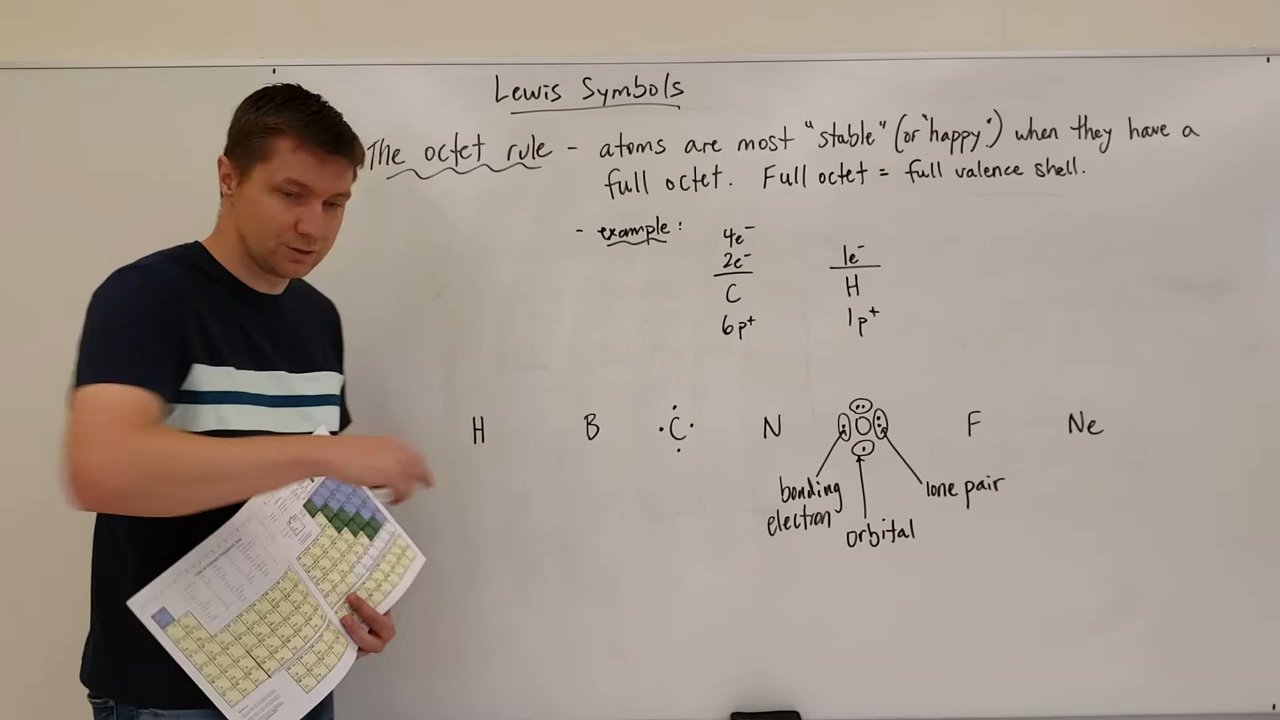 Lewis Symbols
The octet rule - atoms are most "stable" (or "happy") when they have a
full octet. Full octet = full valence shell.
- example:
4e⁻
2e⁻
C
6p⁺
1e⁻
H
1p⁺
H B C N O F Ne
bonding
electron
orbital
lone pair